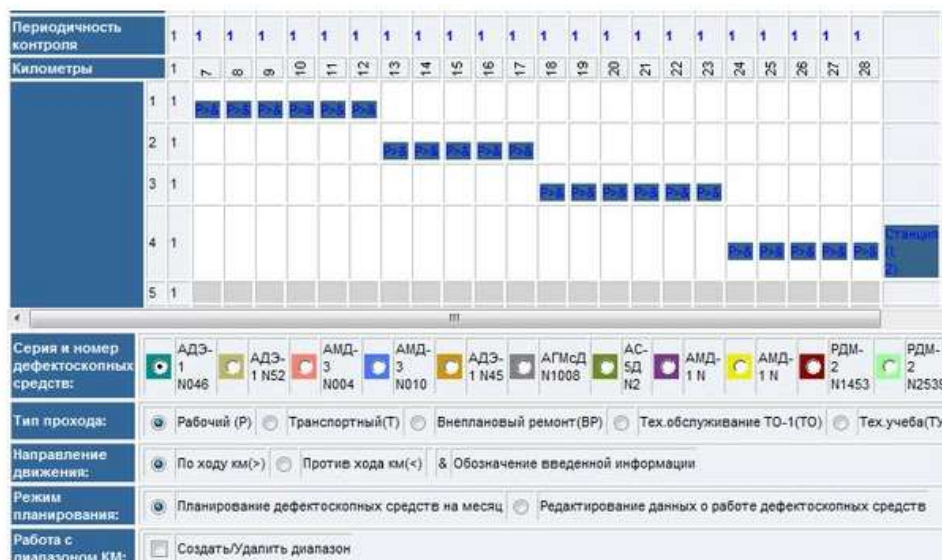 Периодичность контроля 1 1 1 1 1 1 1 1 1 1 1 1 1 1 1 1 1 1 1 1 1 1 1
Километры 1 7 8 9 10 11 12 13 14 15 16 17 18 19 20 21 22 23 24 25 26 27 28
1 1 Р>& Р>& Р>& Р>& Р>& Р>&
2 1 Р>& Р>& Р>& Р>& Р>&
3 1 Р>& Р>& Р>& Р>& Р>& Р>&
4 1 Р>& Р>& Р>& Р>& Р>& Станция (1 2)
5 1
Серия и номер дефектоскопных средств: АДЭ-1 N046 АДЭ-1 N52 АМД-3 N004 АМД-3 N010 АДЭ-1 N45 АГМсД N1008 АС-5Д N2 АМД-1 N АМД-1 N РДМ-2 N1453 РДМ-2 N2539
Тип прохода: Рабочий (Р) Транспортный(Т) Внеплановый ремонт(ВР) Тех.обслуживание ТО-1(ТО) Тех.учеба(ТУ
Направление движения: По ходу км(>) Против хода км(<) & Обозначение введенной информации
Режим планирования: Планирование дефектоскопных средств на месяц Редактирование данных о работе дефектоскопных средств
Работа с диапазоном КМ: Создать/Удалить диапазон